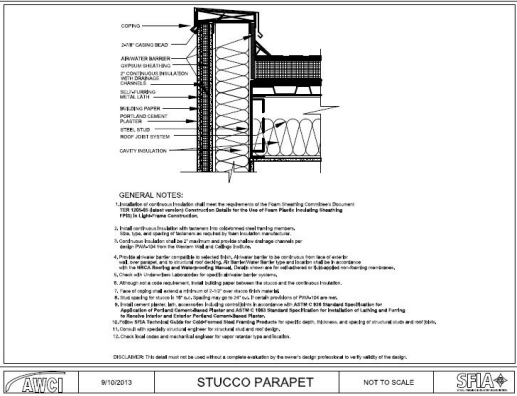 COPING
2-7/8" CASING BEAD
AIR/WATER BARRIER
GYPSUM SHEATHING
2" CONTINUOUS INSULATION
WITH DRAINAGE
CHANNELS
SELF-FURRING
METAL LATH
BUILDING PAPER
PORTLAND CEMENT
PLASTER
STEEL STUD
ROOF JOIST SYSTEM
CAVITY INSULATION
GENERAL NOTES:
1. Installation of continuous insulation shall meet the requirements of the Foam Sheathing Committee's Document
TER 1205-05 (latest version) Construction Details for the Use of Foam Plastic Insulating Sheathing
FPIS) in Light-Frame Construction.
2. Install continuous insulation with fasteners into coldformed steel framing members.
Size, type, and spacing of fasteners as required by foam insulation manufacturer.
3. Continuous insulation shall be 2" maximum and provide shallow drainage channels per
design PWA-104 from the Western Wall and Ceilings Institute.
4. Provide air/water barrier compatible to selected finish. Air/water barrier to be continuous from face of exterior
wall, over parapet, and to structural roof decking. Air Barrier/Water Barrier type and location shall be in accordance
with the NRCA Roofing and Waterproofing Manual. Details shown are for self-adhered or fluid-applied non-framing membranes.
5. Check with Underwriters Laboratories for specific air/water barrier systems.
6. Although not a code requirement, install building paper between the stucco and the continuous insulation.
7. Face of coping shall extend a minimum of 2-1/2" over stucco finish material.
8. Stud spacing for stucco is 16" o.c. Spacing may go to 24" o.c. if certain provisions of PWA-104 are met.
9. Install cement plaster, lath, accessories including control joints in accordance with ASTM C 926 Standard Specification for
Application of Portland Cement-Based Plaster and ASTM C 1063 Standard Specification for Installation of Lathing and Furring
to Receive Interior and Exterior Portland Cement-Based Plaster.
10. Follow SFIA Technical Guide for Cold-Formed Steel Framing Products for specific depth, thickness, and spacing of structural studs and roof joists.
11. Consult with specialty structural engineer for structural stud and roof design.
12. Check local codes and mechanical engineer for vapor retarder type and location.
DISCLAIMER: This detail must not be used without a complete evaluation by the owner's design professional to verify validity of the design.
AWCI
9/10/2013
STUCCO PARAPET
NOT TO SCALE
SFIA